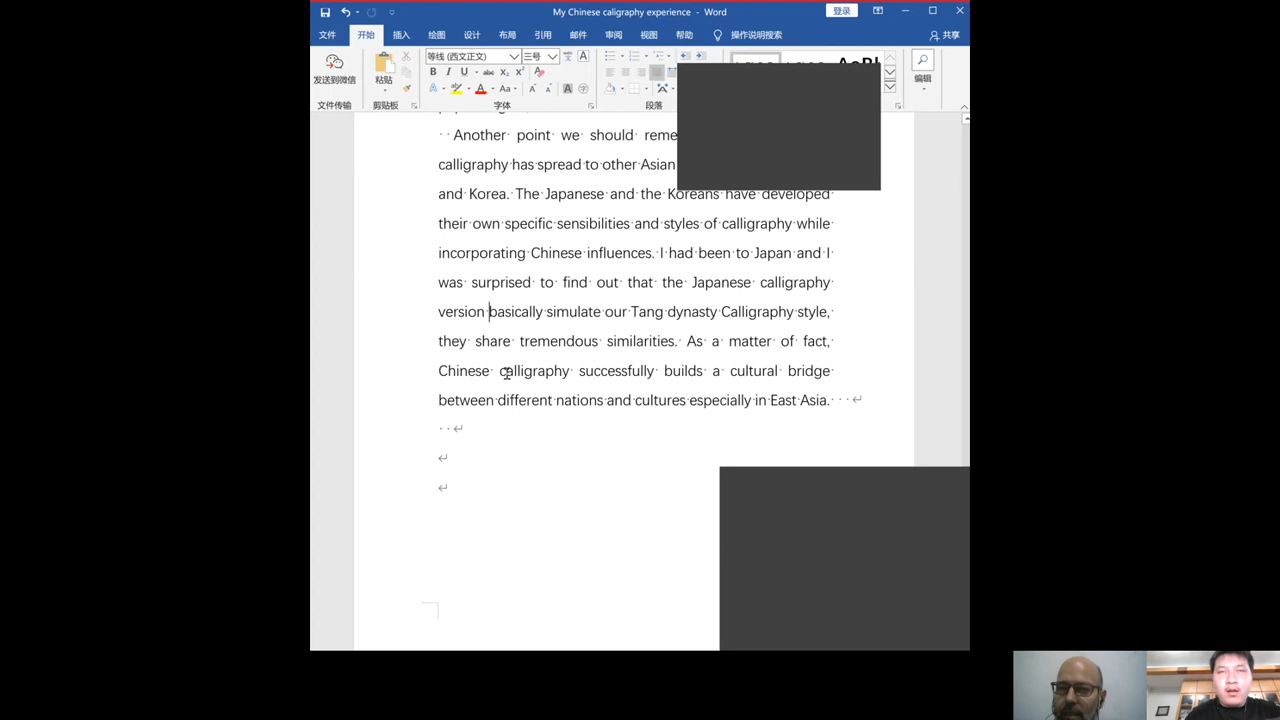 My Chinese caligraphy experience - Word
登录
文件 开始 插入 绘图 设计 布局 引用 邮件 审阅 视图 帮助 操作说明搜索 共享
等线 (西文正文) 三号
B I U abc X₂ X²
A Aa A A A
发送到微信
粘贴
编辑
文件传输 剪贴板 字体 段落
Another point we should
calligraphy has spread to other Asian
and Korea. The Japanese and the Koreans have developed
their own specific sensibilities and styles of calligraphy while
incorporating Chinese influences. I had been to Japan and I
was surprised to find out that the Japanese calligraphy
version basically simulate our Tang dynasty Calligraphy style,
they share tremendous similarities. As a matter of fact,
Chinese calligraphy successfully builds a cultural bridge
between different nations and cultures especially in East Asia.